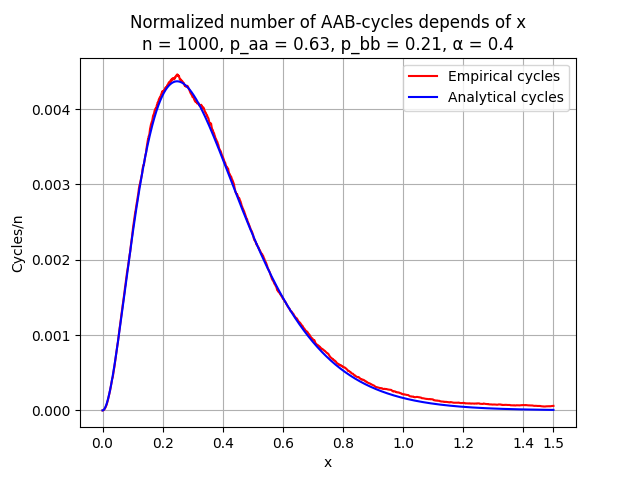 Normalized number of AAB-cycles depends of x
n = 1000, p_aa = 0.63, p_bb = 0.21, α = 0.4
Empirical cycles
Analytical cycles
Cycles/n
0.004
0.003
0.002
0.001
0.000
0.0 0.2 0.4 0.6 0.8 1.0 1.2 1.4 1.5
x